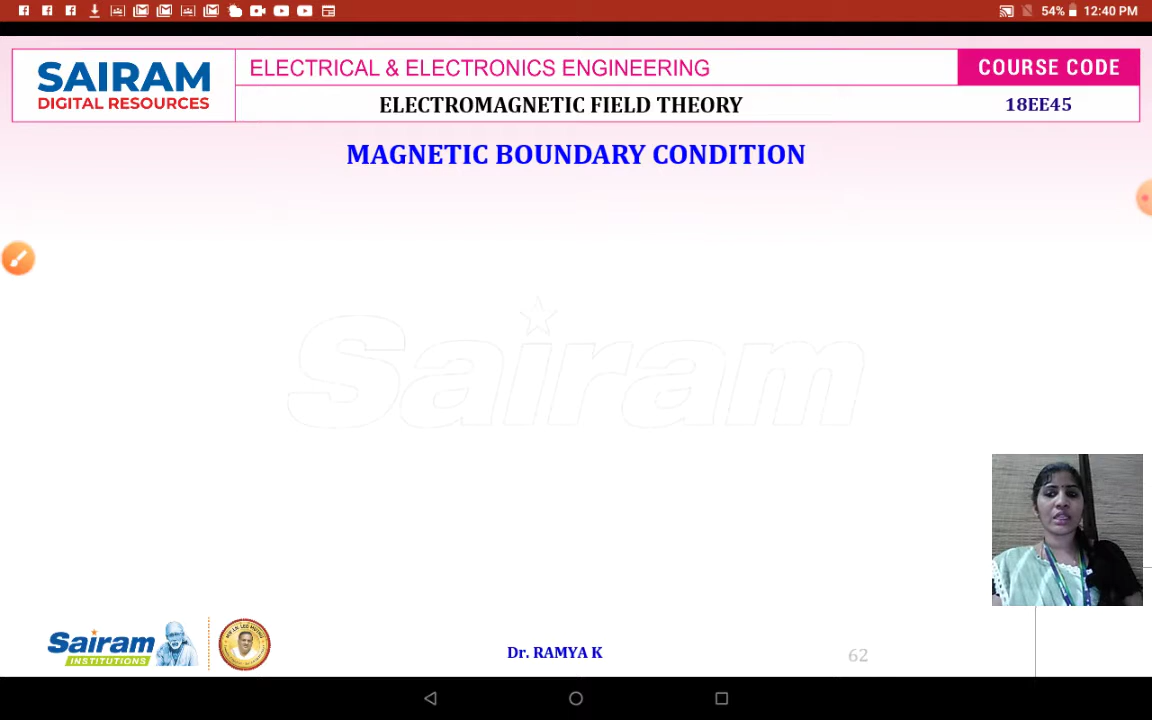 54% 12:40 PM
SAIRAM
DIGITAL RESOURCES
ELECTRICAL & ELECTRONICS ENGINEERING
COURSE CODE
ELECTROMAGNETIC FIELD THEORY
18EE45
MAGNETIC BOUNDARY CONDITION
Sairam
Sairam
INSTITUTIONS
Dr. RAMYA K
62